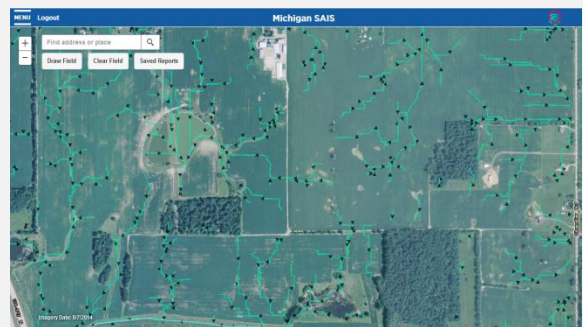 MENU Logout Michigan SAIS
Find address or place
Draw Field Clear Field Saved Reports
Imagery Date: 8/7/2014